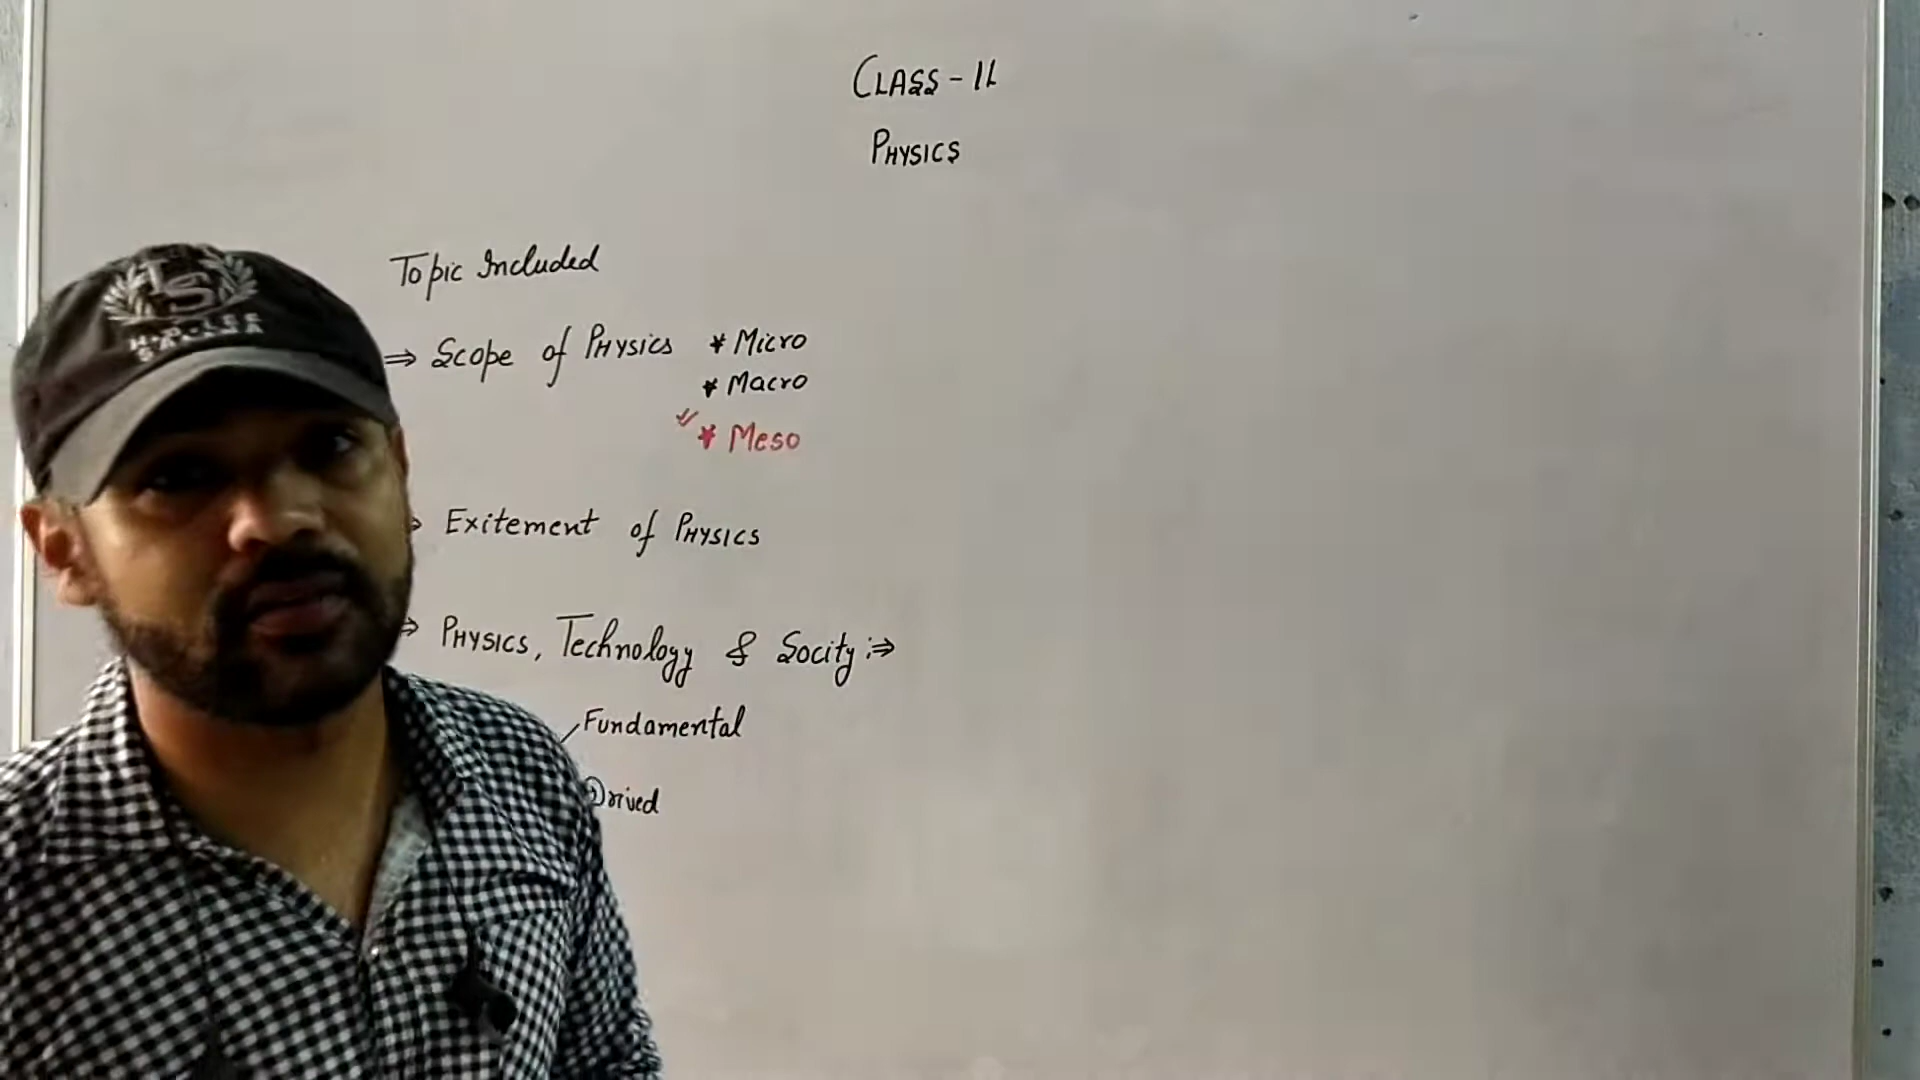 CLASS - 11
PHYSICS
Topic Included
⇒ Scope of PHYSICS * Micro
* Macro
* Meso
⇒ Exitement of PHYSICS
⇒ PHYSICS, Technology & Socity :⇒
Fundamental
Drived